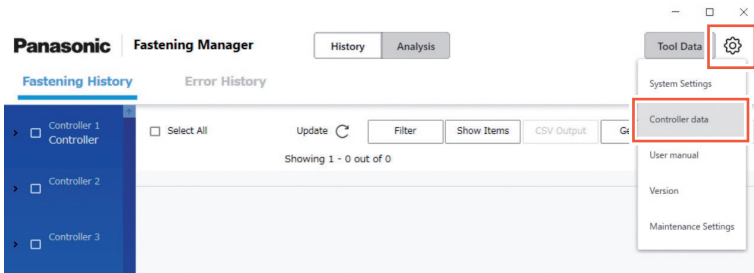 Panasonic Fastening Manager History Analysis Tool Data
Fastening History Error History
System Settings
Controller data
User manual
Version
Maintenance Settings
Controller 1
Controller
Controller 2
Controller 3
Select All Update Filter Show Items CSV Output
Showing 1 - 0 out of 0